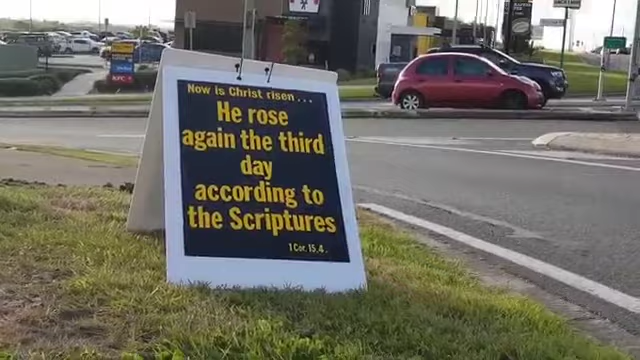 Now is Christ risen...
He rose
again the third
day
according to
the Scriptures
1 Cor. 15. 4.